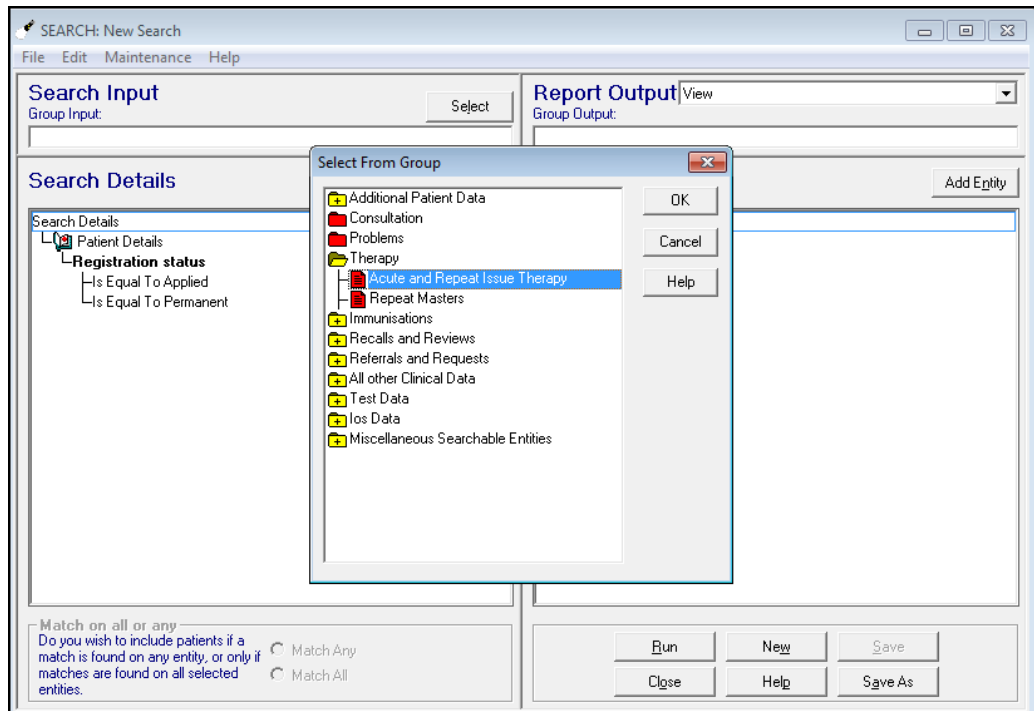 SEARCH: New Search
File Edit Maintenance Help
Search Input
Group Input:
Select
Report Output
View
Group Output:
Search Details
Add Entity
Search Details
Patient Details
Registration status
Is Equal To Applied
Is Equal To Permanent
Select From Group
Additional Patient Data
Consultation
Problems
Therapy
Acute and Repeat Issue Therapy
Repeat Masters
Immunisations
Recalls and Reviews
Referrals and Requests
All other Clinical Data
Test Data
Ios Data
Miscellaneous Searchable Entities
OK
Cancel
Help
Match on all or any
Do you wish to include patients if a
match is found on any entity, or only if
matches are found on all selected
entities.
Match Any
Match All
Run New Save
Close Help Save As